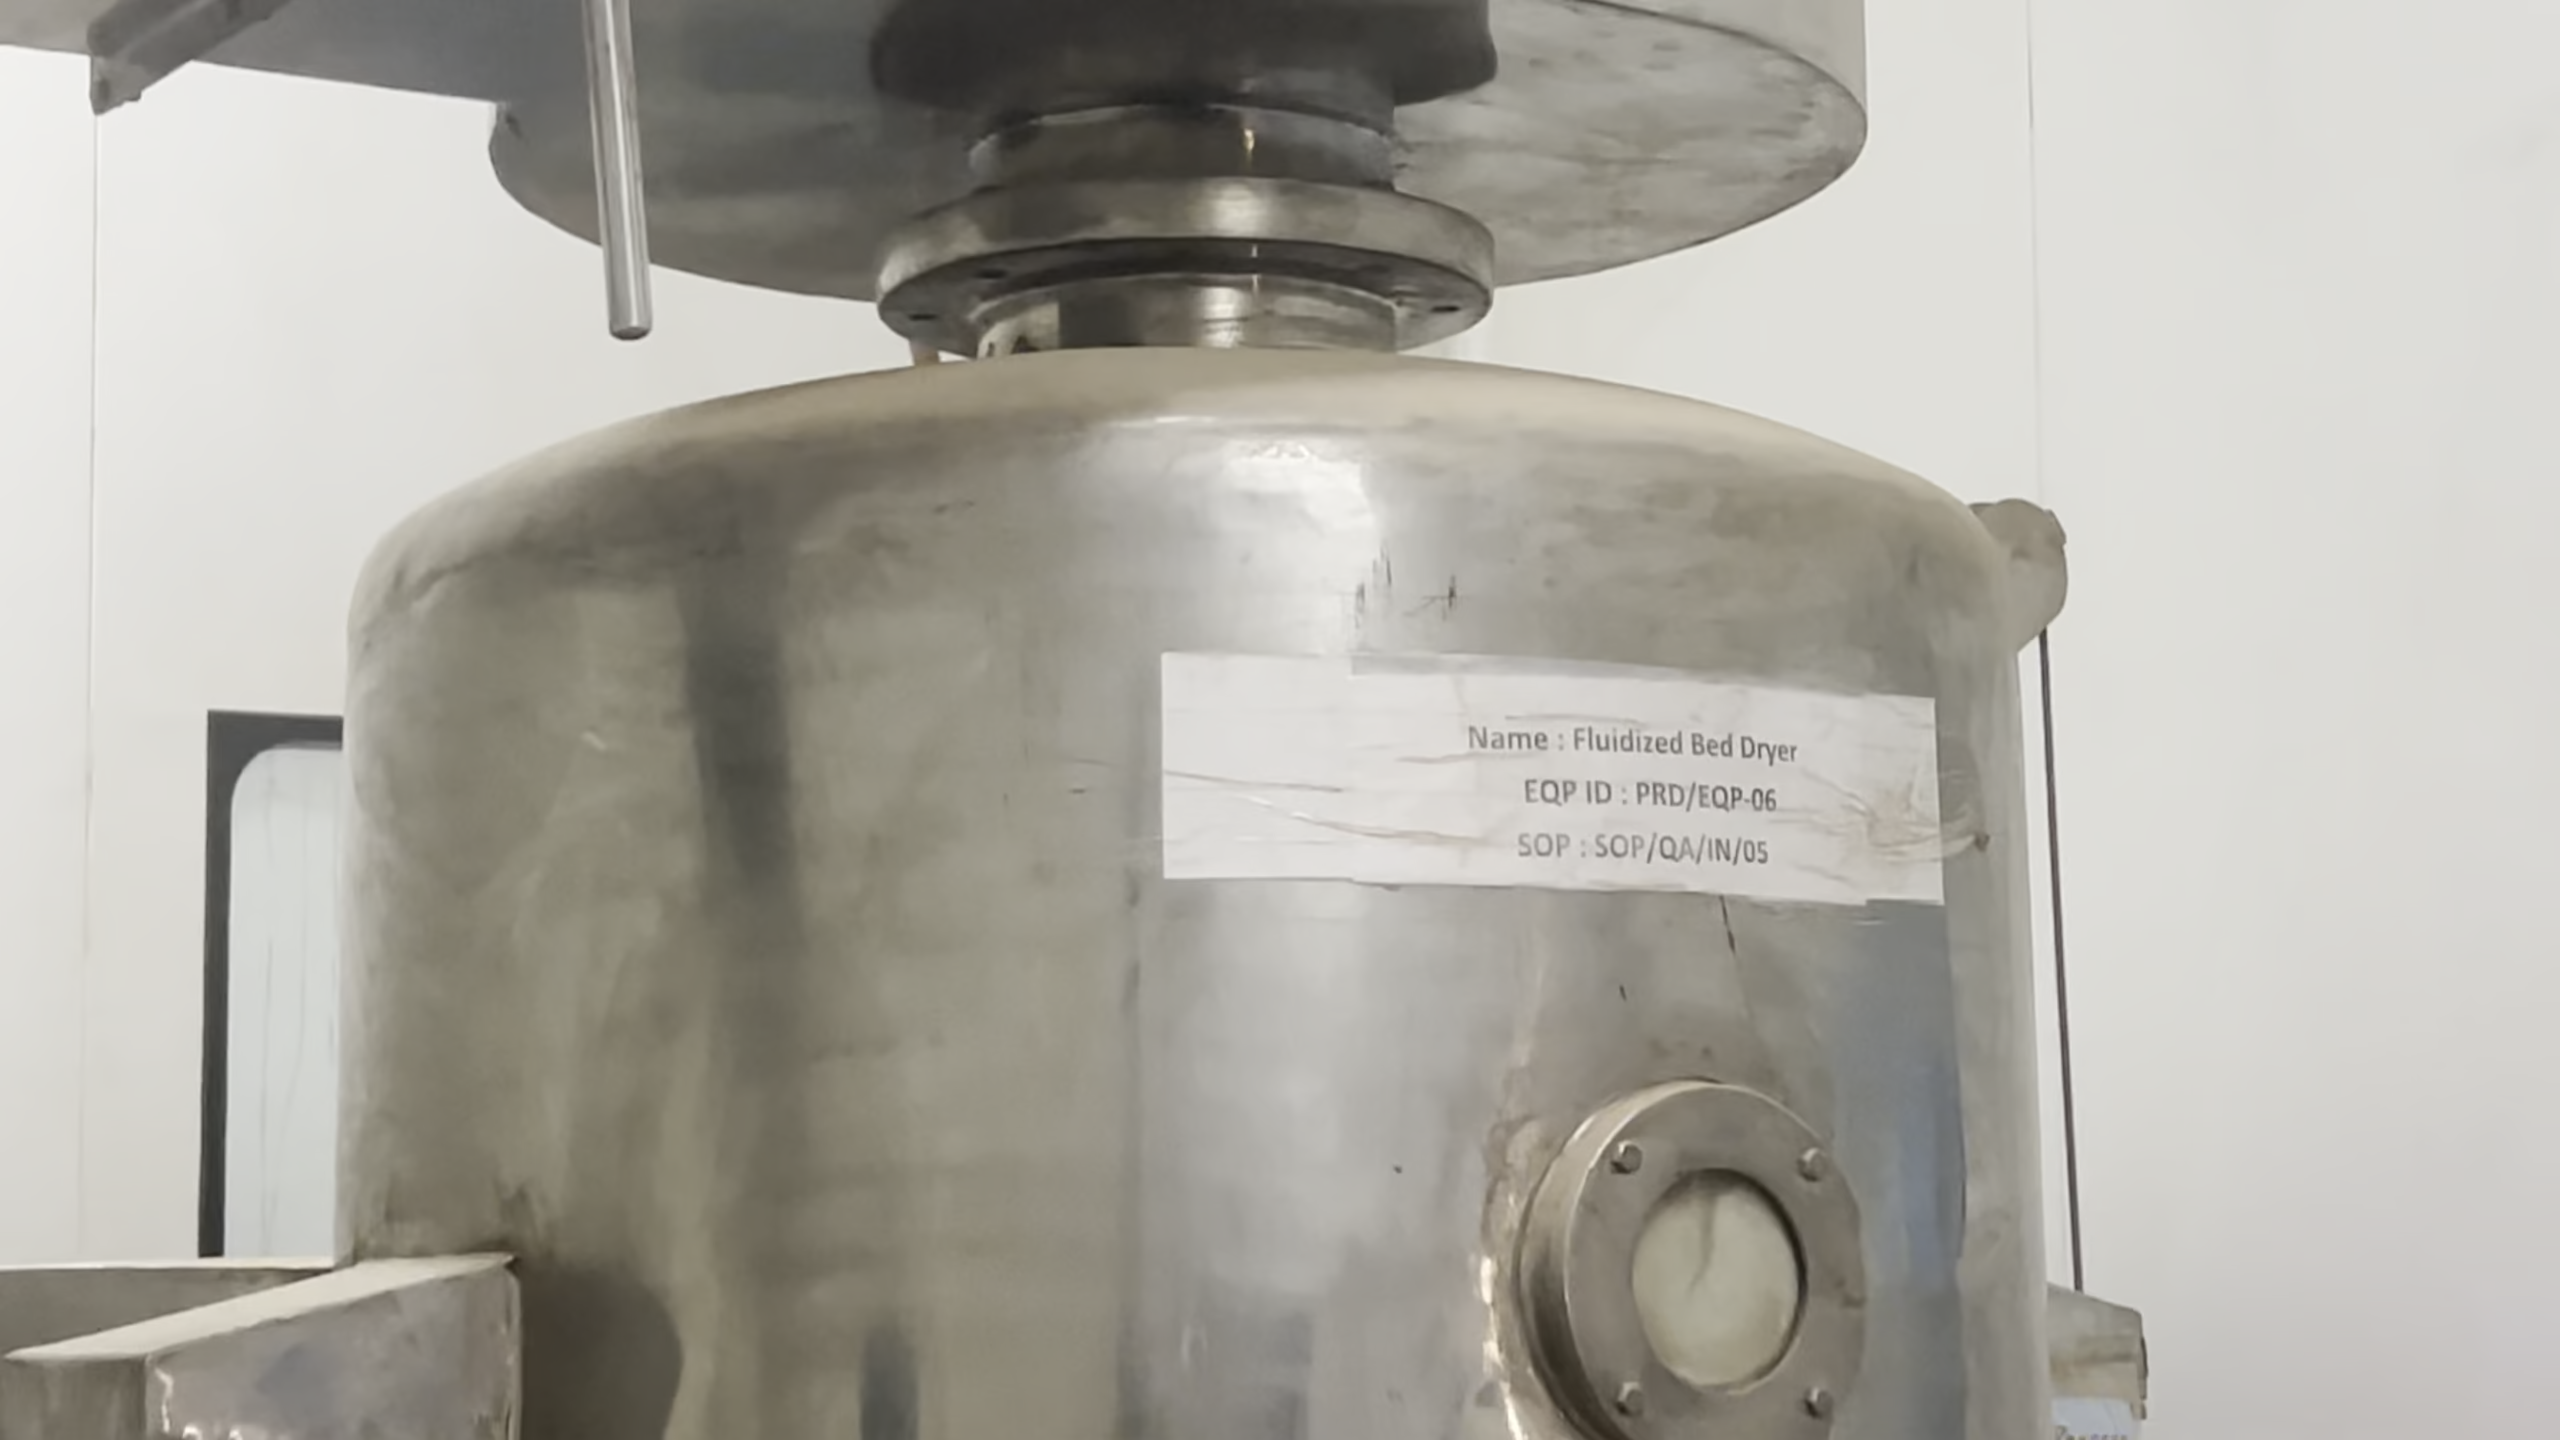 Name : Fluidized Bed Dryer
EQP ID : PRD/EQP-06
SOP : SOP/QA/IN/05